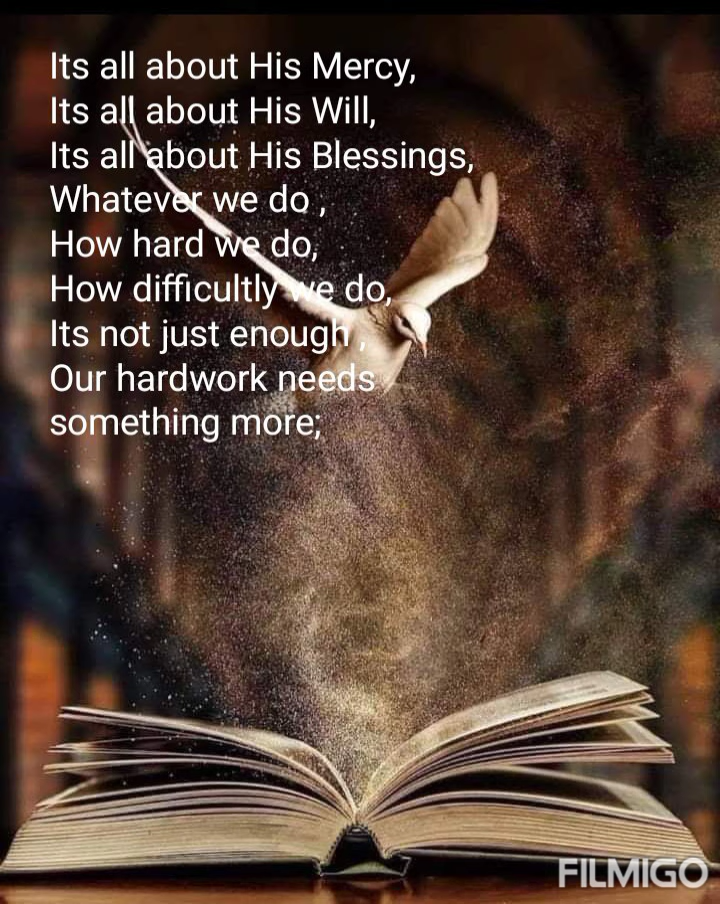 Its all about His Mercy,
Its all about His Will,
Its all about His Blessings,
Whatever we do ,
How hard we do,
How difficultly we do,
Its not just enough ,
Our hardwork needs
something more;
FILMIGO